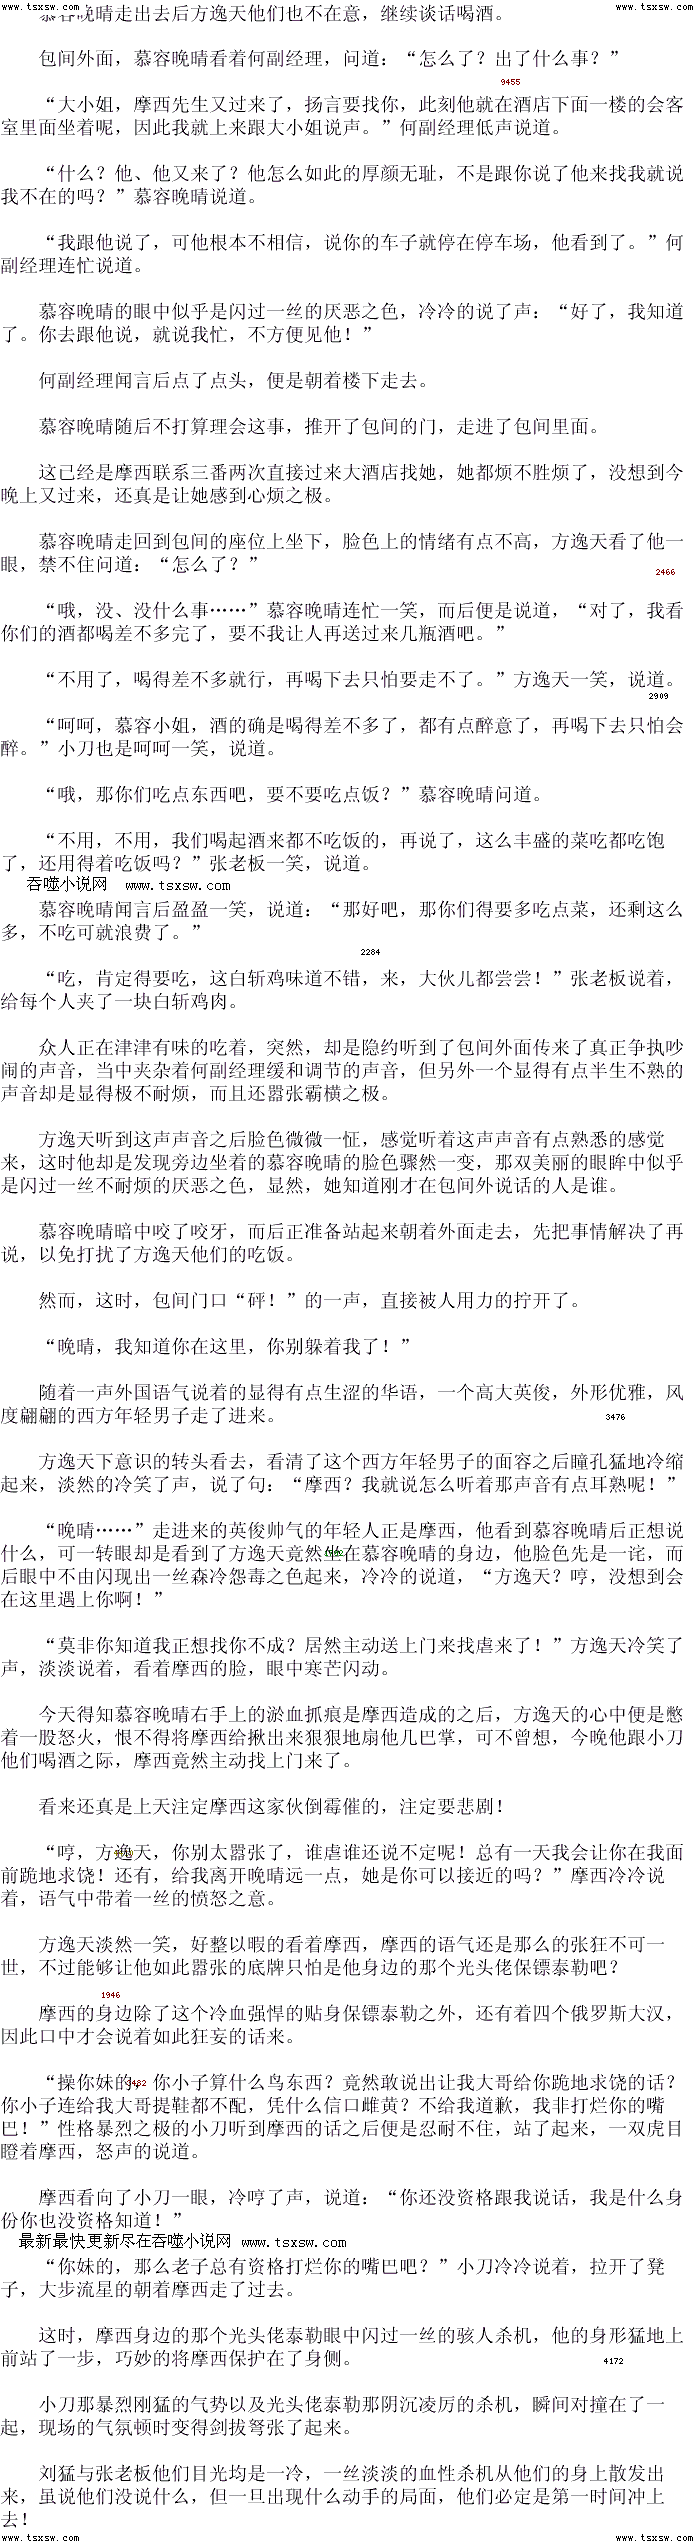 www.tsxsw.com www.tsxsw.com
慕容晚晴走出去后方逸天他们也不在意，继续谈话喝酒。
包间外面，慕容晚晴看着何副经理，问道：“怎么了？出了什么事？”
9455
“大小姐，摩西先生又过来了，扬言要找你，此刻他就在酒店下面一楼的会客
室里面坐着呢，因此我就上来跟大小姐说声。”何副经理低声说道。
“什么？他、他又来了？他怎么如此的厚颜无耻，不是跟你说了他来找我就说
我不在的吗？”慕容晚晴说道。
“我跟他说了，可他根本不相信，说你的车子就停在停车场，他看到了。”何
副经理连忙说道。
慕容晚晴的眼中似乎是闪过一丝的厌恶之色，冷冷的说了声：“好了，我知道
了。你去跟他说，就说我忙，不方便见他！”
何副经理闻言后点了点头，便是朝着楼下走去。
慕容晚晴随后不打算理会这事，推开了包间的门，走进了包间里面。
这已经是摩西联系三番两次直接过来大酒店找她，她都烦不胜烦了，没想到今
晚上又过来，还真是让她感到心烦之极。
慕容晚晴走回到包间的座位上坐下，脸色上的情绪有点不高，方逸天看了他一
眼，禁不住问道：“怎么了？”
2466
“哦，没、没什么事……”慕容晚晴连忙一笑，而后便是说道，“对了，我看
你们的酒都喝差不多完了，要不我让人再送过来几瓶酒吧。”
“不用了，喝得差不多就行，再喝下去只怕要走不了。”方逸天一笑，说道。
2909
“呵呵，慕容小姐，酒的确是喝得差不多了，都有点醉意了，再喝下去只怕会
醉。”小刀也是呵呵一笑，说道。
“哦，那你们吃点东西吧，要不要吃点饭？”慕容晚晴问道。
“不用，不用，我们喝起酒来都不吃饭的，再说了，这么丰盛的菜吃都吃饱
了，还用得着吃饭吗？”张老板一笑，说道。
吞噬小说网 www.tsxsw.com
慕容晚晴闻言后盈盈一笑，说道：“那好吧，那你们得要多吃点菜，还剩这么
多，不吃可就浪费了。”
2284
“吃，肯定得要吃，这白斩鸡味道不错，来，大伙儿都尝尝！”张老板说着，
给每个人夹了一块白斩鸡肉。
众人正在津津有味的吃着，突然，却是隐约听到了包间外面传来了真正争执吵
闹的声音，当中夹杂着何副经理缓和调节的声音，但另外一个显得有点半生不熟的
声音却是显得极不耐烦，而且还嚣张霸横之极。
方逸天听到这声声音之后脸色微微一怔，感觉听着这声声音有点熟悉的感觉
来，这时他却是发现旁边坐着的慕容晚晴的脸色骤然一变，那双美丽的眼眸中似乎
是闪过一丝不耐烦的厌恶之色，显然，她知道刚才在包间外说话的人是谁。
慕容晚晴暗中咬了咬牙，而后正准备站起来朝着外面走去，先把事情解决了再
说，以免打扰了方逸天他们的吃饭。
然而，这时，包间门口“砰！”的一声，直接被人用力的拧开了。
“晚晴，我知道你在这里，你别躲着我了！”
随着一声外国语气说着的显得有点生涩的华语，一个高大英俊，外形优雅，风
度翩翩的西方年轻男子走了进来。
3476
方逸天下意识的转头看去，看清了这个西方年轻男子的面容之后瞳孔猛地冷缩
起来，淡然的冷笑了声，说了句：“摩西？我就说怎么听着那声音有点耳熟呢！”
“晚晴……”走进来的英俊帅气的年轻人正是摩西，他看到慕容晚晴后正想说
什么，可一转眼却是看到了方逸天竟然坐在慕容晚晴的身边，他脸色先是一诧，而
后眼中不由闪现出一丝森冷怨毒之色起来，冷冷的说道，“方逸天？哼，没想到会
在这里遇上你啊！”
“莫非你知道我正想找你不成？居然主动送上门来找虐来了！”方逸天冷笑了
声，淡淡说着，看着摩西的脸，眼中寒芒闪动。
今天得知慕容晚晴右手上的淤血抓痕是摩西造成的之后，方逸天的心中便是憋
着一股怒火，恨不得将摩西给揪出来狠狠地扇他几巴掌，可不曾想，今晚他跟小刀
他们喝酒之际，摩西竟然主动找上门来了。
看来还真是上天注定摩西这家伙倒霉催的，注定要悲剧！
“哼，方逸天，你别太嚣张了，谁虐谁还说不定呢！总有一天我会让你在我面
前跪地求饶！还有，给我离开晚晴远一点，她是你可以接近的吗？”摩西冷冷说
着，语气中带着一丝的愤怒之意。
方逸天淡然一笑，好整以暇的看着摩西，摩西的语气还是那么的张狂不可一
世，不过能够让他如此嚣张的底牌只怕是他身边的那个光头佬保镖泰勒吧？
1946
摩西的身边除了这个冷血强悍的贴身保镖泰勒之外，还有着四个俄罗斯大汉，
因此口中才会说着如此狂妄的话来。
“操你妹的，你小子算什么鸟东西？竟然敢说出让我大哥给你跪地求饶的话？
你小子连给我大哥提鞋都不配，凭什么信口雌黄？不给我道歉，我非打烂你的嘴
巴！”性格暴烈之极的小刀听到摩西的话之后便是忍耐不住，站了起来，一双虎目
瞪着摩西，怒声的说道。
摩西看向了小刀一眼，冷哼了声，说道：“你还没资格跟我说话，我是什么身
份你也没资格知道！”
最新最快更新尽在吞噬小说网 www.tsxsw.com
“你妹的，那么老子总有资格打烂你的嘴巴吧？”小刀冷冷说着，拉开了凳
子，大步流星的朝着摩西走了过去。
这时，摩西身边的那个光头佬泰勒眼中闪过一丝的骇人杀机，他的身形猛地上
前站了一步，巧妙的将摩西保护在了身侧。
4172
小刀那暴烈刚猛的气势以及光头佬泰勒那阴沉凌厉的杀机，瞬间对撞在了一
起，现场的气氛顿时变得剑拔弩张了起来。
刘猛与张老板他们目光均是一冷，一丝淡淡的血性杀机从他们的身上散发出
来，虽说他们没说什么，但一旦出现什么动手的局面，他们必定是第一时间冲上
去！
www.tsxsw.com www.tsxsw.com